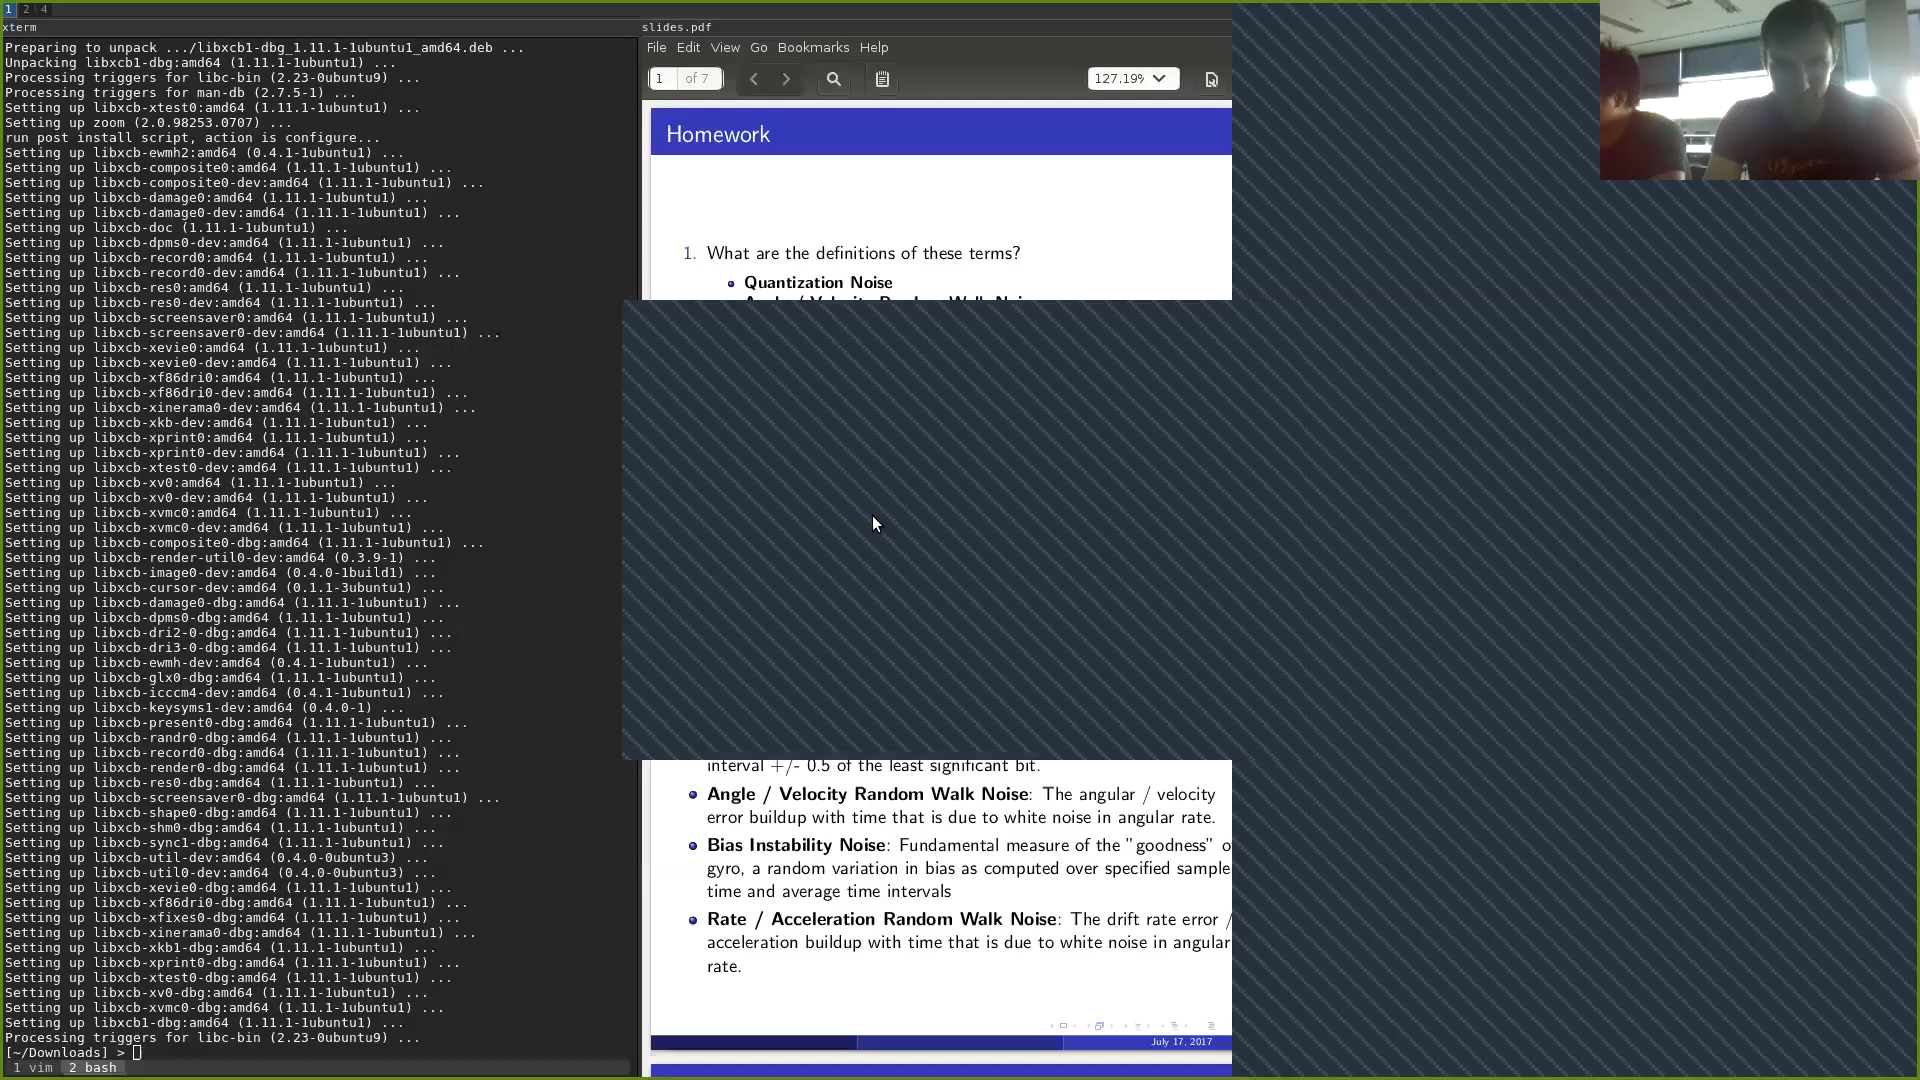 1 2 4
xterm
Preparing to unpack .../libxcb1-dbg_1.11.1-1ubuntu1_amd64.deb ...
Unpacking libxcb1-dbg:amd64 (1.11.1-1ubuntu1) ...
Processing triggers for libc-bin (2.23-0ubuntu9) ...
Processing triggers for man-db (2.7.5-1) ...
Setting up libxcb-xtest0:amd64 (1.11.1-1ubuntu1) ...
Setting up zoom (2.0.98253.0707) ...
run post install script, action is configure...
Setting up libxcb-ewmh2:amd64 (0.4.1-1ubuntu1) ...
Setting up libxcb-composite0:amd64 (1.11.1-1ubuntu1) ...
Setting up libxcb-composite0-dev:amd64 (1.11.1-1ubuntu1) ...
Setting up libxcb-damage0:amd64 (1.11.1-1ubuntu1) ...
Setting up libxcb-damage0-dev:amd64 (1.11.1-1ubuntu1) ...
Setting up libxcb-doc (1.11.1-1ubuntu1) ...
Setting up libxcb-dpms0-dev:amd64 (1.11.1-1ubuntu1) ...
Setting up libxcb-record0:amd64 (1.11.1-1ubuntu1) ...
Setting up libxcb-record0-dev:amd64 (1.11.1-1ubuntu1) ...
Setting up libxcb-res0:amd64 (1.11.1-1ubuntu1) ...
Setting up libxcb-res0-dev:amd64 (1.11.1-1ubuntu1) ...
Setting up libxcb-screensaver0:amd64 (1.11.1-1ubuntu1) ...
Setting up libxcb-screensaver0-dev:amd64 (1.11.1-1ubuntu1) ...
Setting up libxcb-xevie0:amd64 (1.11.1-1ubuntu1) ...
Setting up libxcb-xevie0-dev:amd64 (1.11.1-1ubuntu1) ...
Setting up libxcb-xf86dri0:amd64 (1.11.1-1ubuntu1) ...
Setting up libxcb-xf86dri0-dev:amd64 (1.11.1-1ubuntu1) ...
Setting up libxcb-xinerama0-dev:amd64 (1.11.1-1ubuntu1) ...
Setting up libxcb-xkb-dev:amd64 (1.11.1-1ubuntu1) ...
Setting up libxcb-xprint0:amd64 (1.11.1-1ubuntu1) ...
Setting up libxcb-xprint0-dev:amd64 (1.11.1-1ubuntu1) ...
Setting up libxcb-xtest0-dev:amd64 (1.11.1-1ubuntu1) ...
Setting up libxcb-xv0:amd64 (1.11.1-1ubuntu1) ...
Setting up libxcb-xv0-dev:amd64 (1.11.1-1ubuntu1) ...
Setting up libxcb-xvmc0:amd64 (1.11.1-1ubuntu1) ...
Setting up libxcb-xvmc0-dev:amd64 (1.11.1-1ubuntu1) ...
Setting up libxcb-composite0-dbg:amd64 (1.11.1-1ubuntu1) ...
Setting up libxcb-render-util0-dev:amd64 (0.3.9-1) ...
Setting up libxcb-image0-dev:amd64 (0.4.0-1build1) ...
Setting up libxcb-cursor-dev:amd64 (0.1.1-3ubuntu1) ...
Setting up libxcb-damage0-dbg:amd64 (1.11.1-1ubuntu1) ...
Setting up libxcb-dpms0-dbg:amd64 (1.11.1-1ubuntu1) ...
Setting up libxcb-dri2-0-dbg:amd64 (1.11.1-1ubuntu1) ...
Setting up libxcb-dri3-0-dbg:amd64 (1.11.1-1ubuntu1) ...
Setting up libxcb-ewmh-dev:amd64 (0.4.1-1ubuntu1) ...
Setting up libxcb-glx0-dbg:amd64 (1.11.1-1ubuntu1) ...
Setting up libxcb-icccm4-dev:amd64 (0.4.1-1ubuntu1) ...
Setting up libxcb-keysyms1-dev:amd64 (0.4.0-1) ...
Setting up libxcb-present0-dbg:amd64 (1.11.1-1ubuntu1) ...
Setting up libxcb-randr0-dbg:amd64 (1.11.1-1ubuntu1) ...
Setting up libxcb-record0-dbg:amd64 (1.11.1-1ubuntu1) ...
Setting up libxcb-render0-dbg:amd64 (1.11.1-1ubuntu1) ...
Setting up libxcb-res0-dbg:amd64 (1.11.1-1ubuntu1) ...
Setting up libxcb-screensaver0-dbg:amd64 (1.11.1-1ubuntu1) ...
Setting up libxcb-shape0-dbg:amd64 (1.11.1-1ubuntu1) ...
Setting up libxcb-shm0-dbg:amd64 (1.11.1-1ubuntu1) ...
Setting up libxcb-sync1-dbg:amd64 (1.11.1-1ubuntu1) ...
Setting up libxcb-util-dev:amd64 (0.4.0-0ubuntu3) ...
Setting up libxcb-util0-dev:amd64 (0.4.0-0ubuntu3) ...
Setting up libxcb-xevie0-dbg:amd64 (1.11.1-1ubuntu1) ...
Setting up libxcb-xf86dri0-dbg:amd64 (1.11.1-1ubuntu1) ...
Setting up libxcb-xfixes0-dbg:amd64 (1.11.1-1ubuntu1) ...
Setting up libxcb-xinerama0-dbg:amd64 (1.11.1-1ubuntu1) ...
Setting up libxcb-xkb1-dbg:amd64 (1.11.1-1ubuntu1) ...
Setting up libxcb-xprint0-dbg:amd64 (1.11.1-1ubuntu1) ...
Setting up libxcb-xtest0-dbg:amd64 (1.11.1-1ubuntu1) ...
Setting up libxcb-xv0-dbg:amd64 (1.11.1-1ubuntu1) ...
Setting up libxcb-xvmc0-dbg:amd64 (1.11.1-1ubuntu1) ...
Setting up libxcb1-dbg:amd64 (1.11.1-1ubuntu1) ...
Processing triggers for libc-bin (2.23-0ubuntu9) ...
[~/Downloads] >
1 vim 2 bash
slides.pdf
File Edit View Go Bookmarks Help
1 of 7 127.19%
Homework
1. What are the definitions of these terms?
Quantization Noise
interval +/- 0.5 of the least significant bit.
Angle / Velocity Random Walk Noise: The angular / velocity
error buildup with time that is due to white noise in angular rate.
Bias Instability Noise: Fundamental measure of the "goodness" o
gyro, a random variation in bias as computed over specified sample
time and average time intervals
Rate / Acceleration Random Walk Noise: The drift rate error /
acceleration buildup with time that is due to white noise in angular
rate.
July 17, 2017